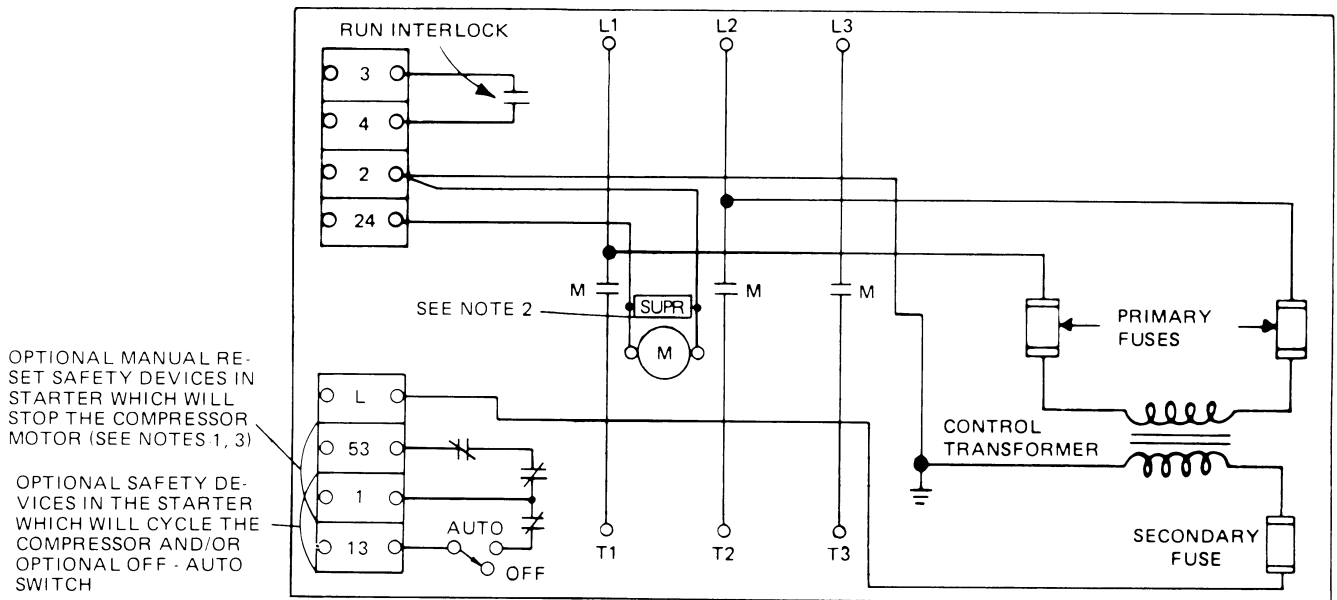 RUN INTERLOCK
L1
L2
L3
3
4
2
24
M
M
M
SEE NOTE 2
SUPR
M
PRIMARY
FUSES
OPTIONAL MANUAL RE-
SET SAFETY DEVICES IN
STARTER WHICH WILL
STOP THE COMPRESSOR
MOTOR (SEE NOTES 1, 3)
L
53
1
13
CONTROL
TRANSFORMER
OPTIONAL SAFETY DE-
VICES IN THE STARTER
WHICH WILL CYCLE THE
COMPRESSOR AND/OR
OPTIONAL OFF - AUTO
SWITCH
AUTO
OFF
T1
T2
T3
SECONDARY
FUSE